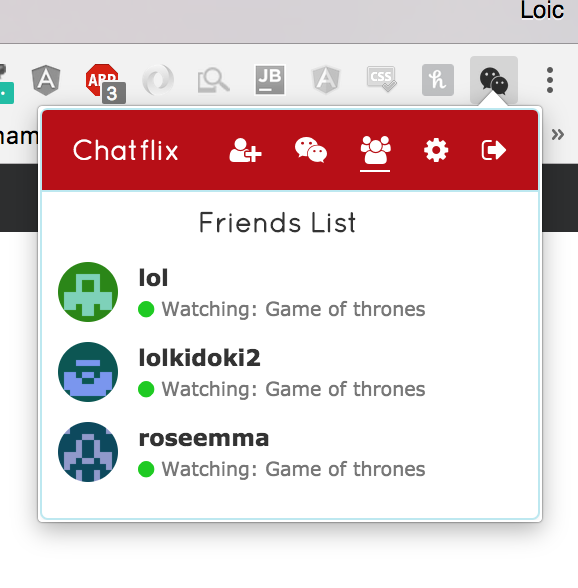 Loic
ABP
3
JB
CSS
h
ham
»
Chatflix
Friends List
lol
Watching: Game of thrones
lolkidoki2
Watching: Game of thrones
roseemma
Watching: Game of thrones